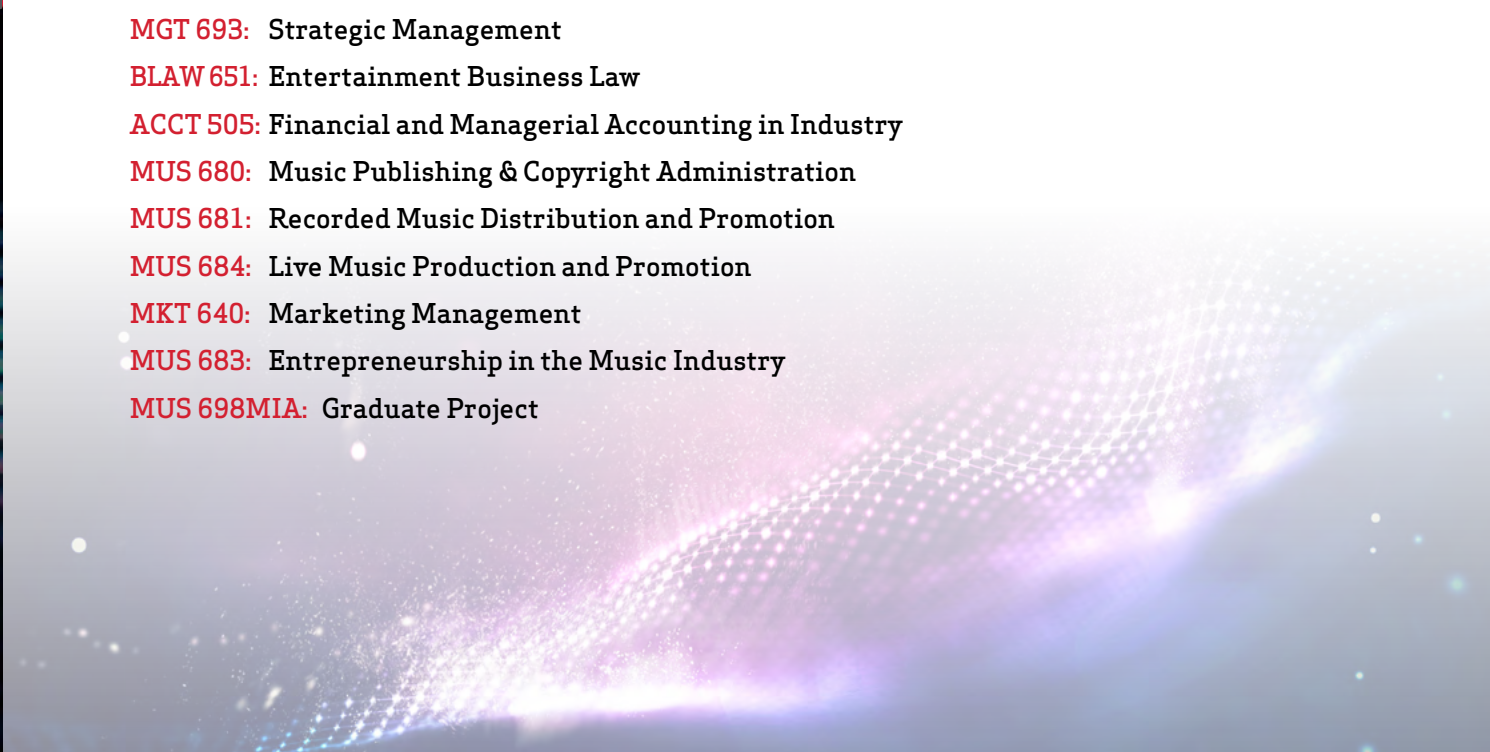 MGT 693: Strategic Management
BLAW 651: Entertainment Business Law
ACCT 505: Financial and Managerial Accounting in Industry
MUS 680: Music Publishing & Copyright Administration
MUS 681: Recorded Music Distribution and Promotion
MUS 684: Live Music Production and Promotion
MKT 640: Marketing Management
MUS 683: Entrepreneurship in the Music Industry
MUS 698MIA: Graduate Project